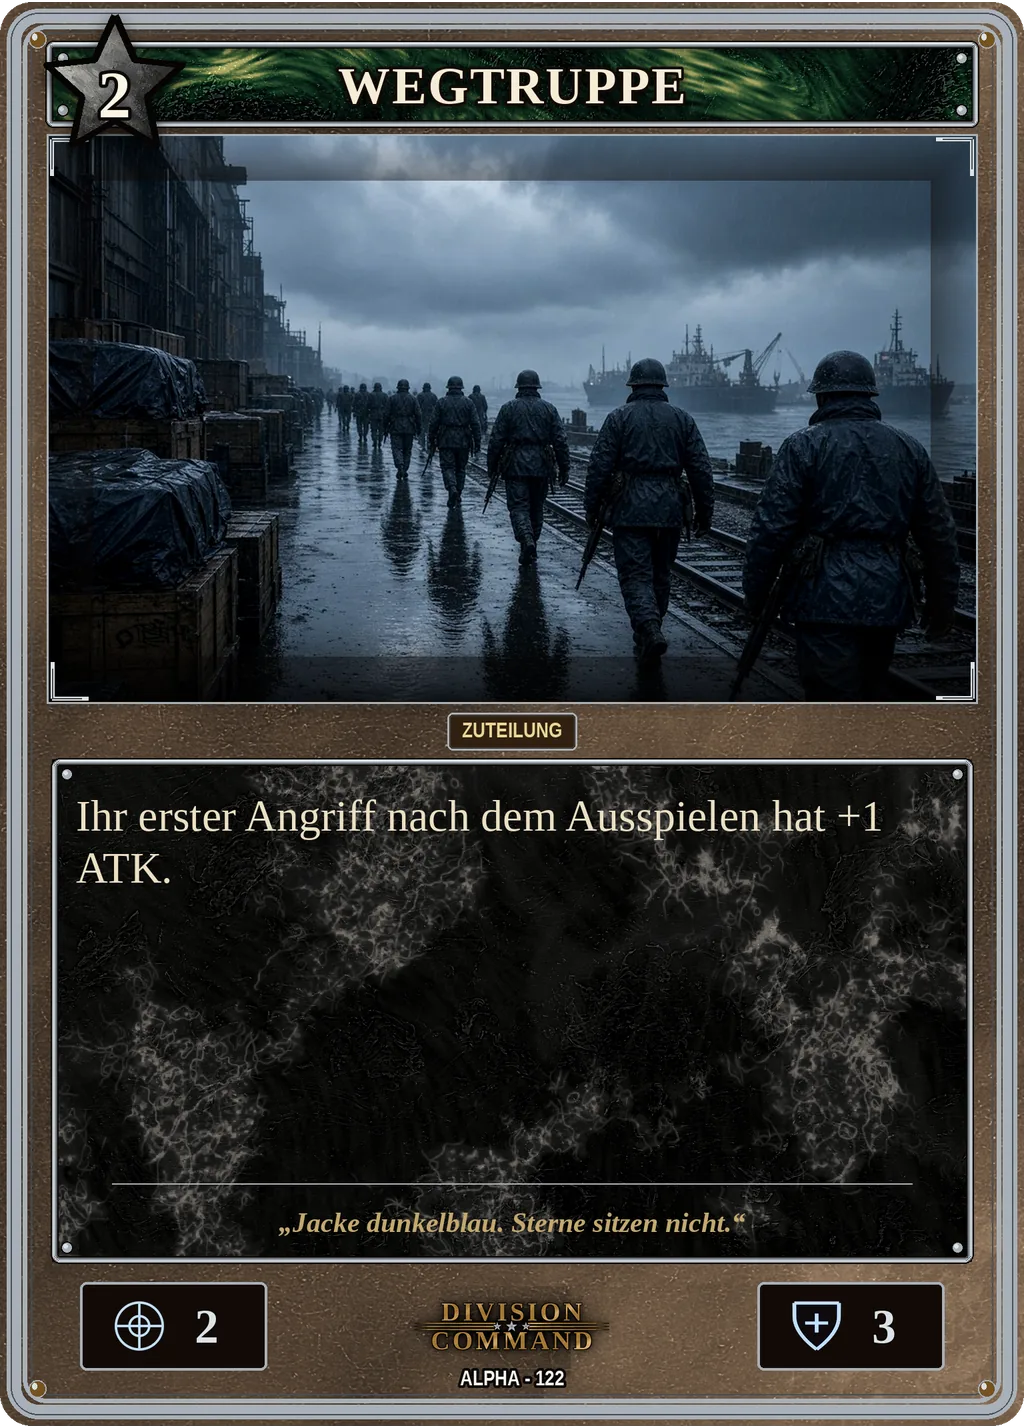 2
WEGTRUPPE
ZUTEILUNG
Ihr erster Angriff nach dem Ausspielen hat +1
ATK.
„Jacke dunkelblau. Sterne sitzen nicht.“
2
DIVISION
COMMAND
3
ALPHA - 122